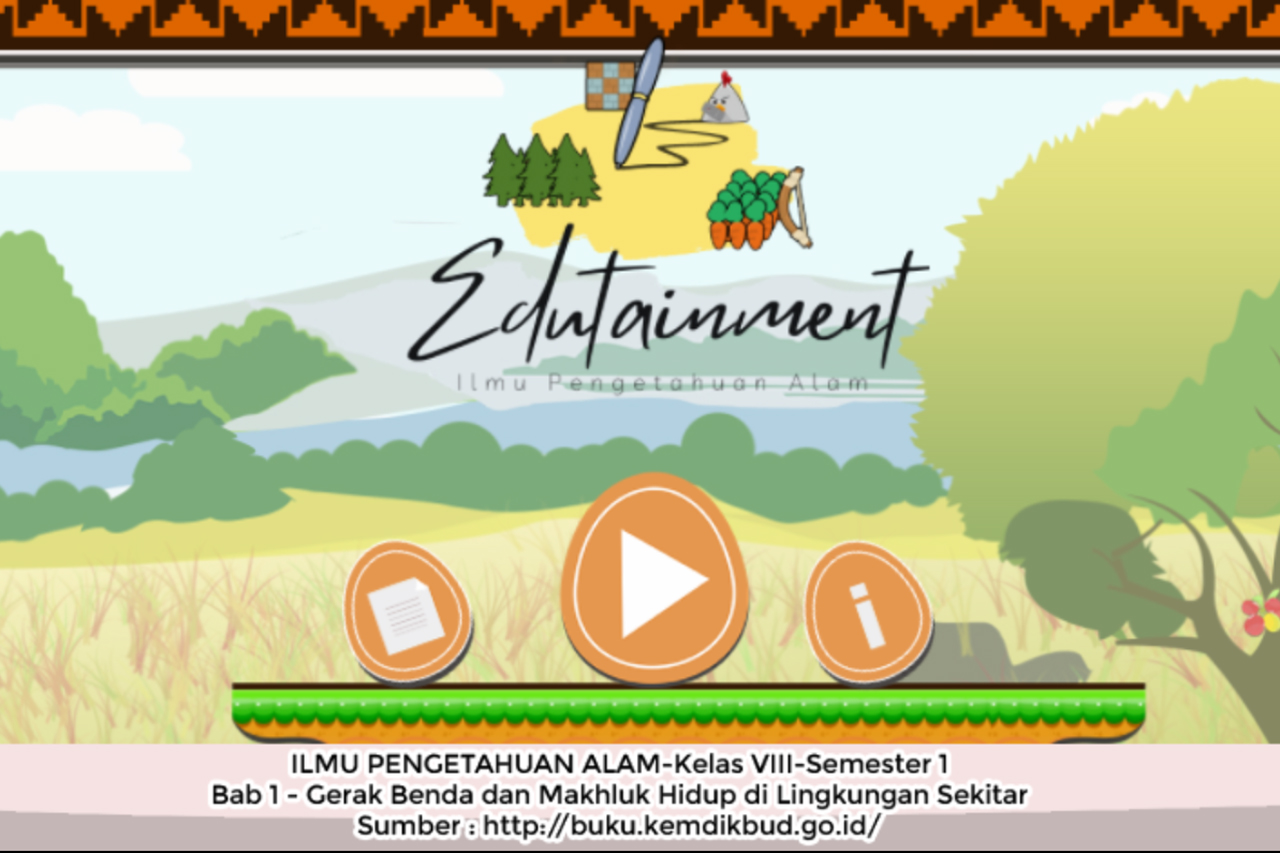 Edutainment
Ilmu Pengetahuan Alam
ILMU PENGETAHUAN ALAM-Kelas VIII-Semester 1
Bab 1 - Gerak Benda dan Makhluk Hidup di Lingkungan Sekitar
Sumber : http://buku.kemdikbud.go.id/